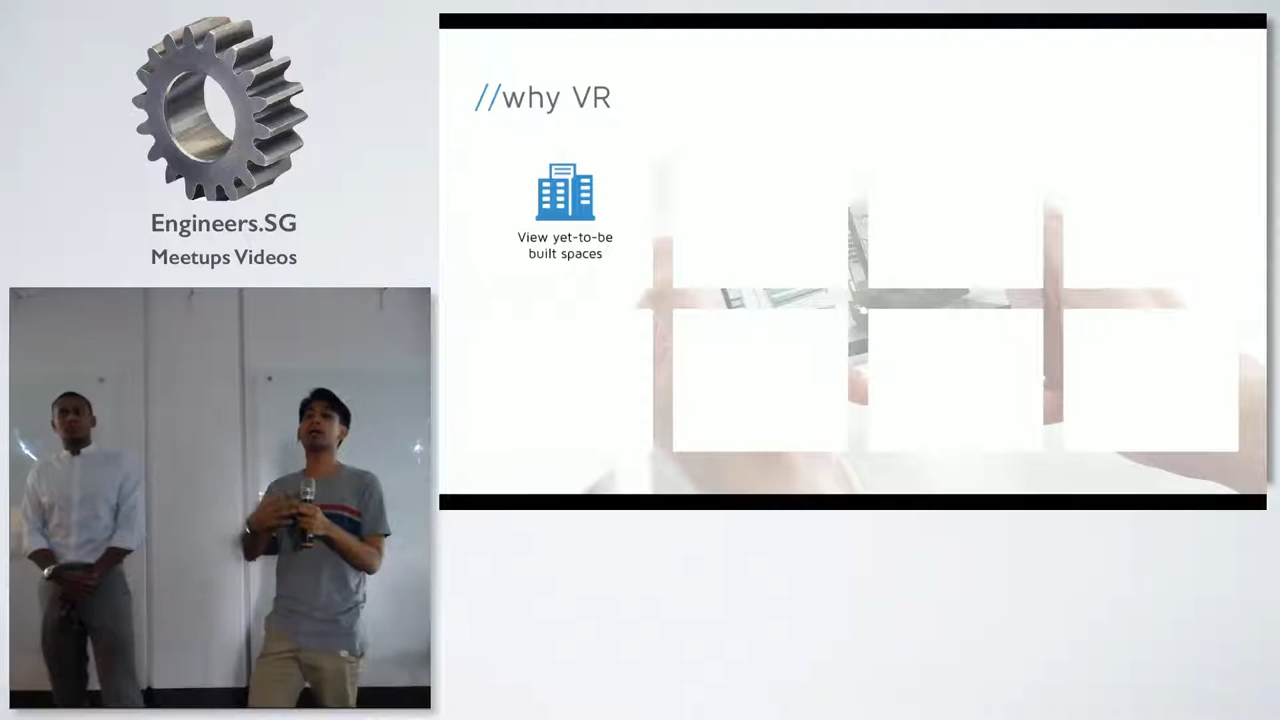 Engineers.SG
Meetups Videos
//why VR
View yet-to-be
built spaces